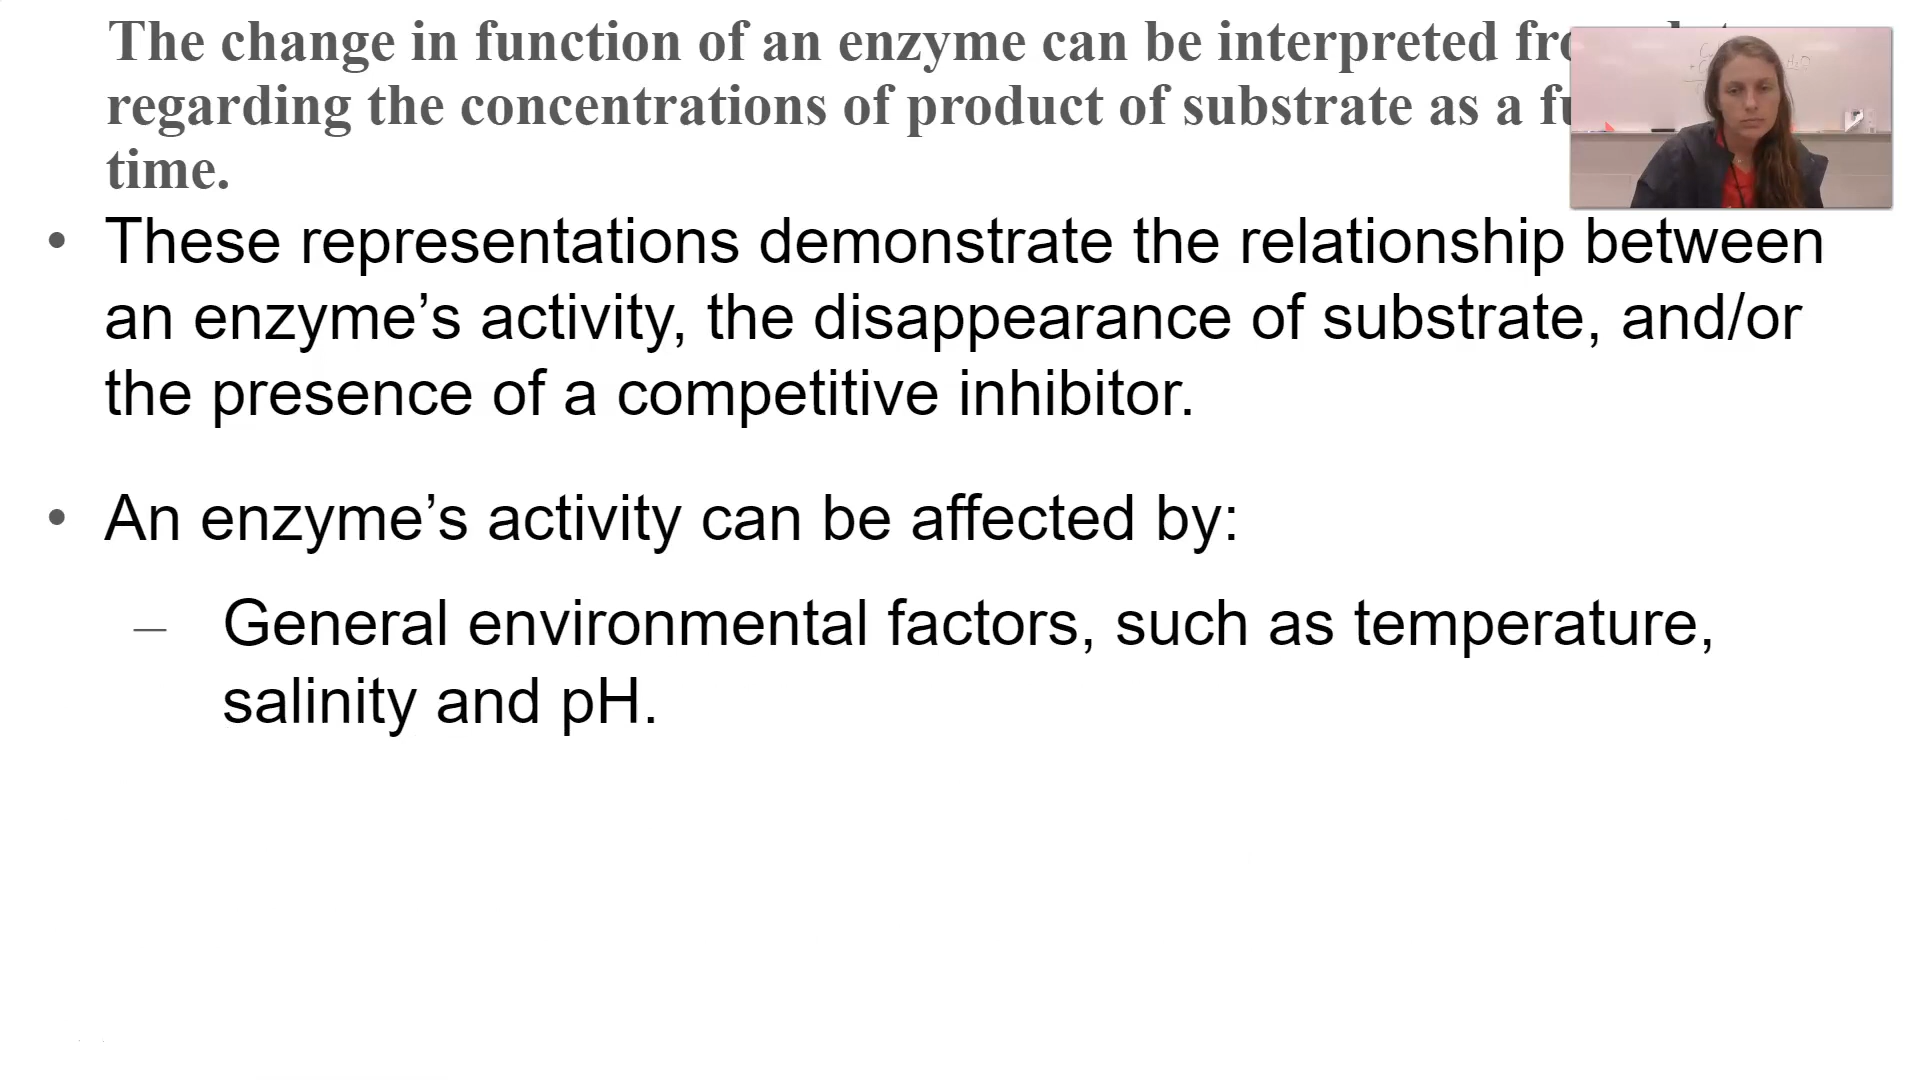 The change in function of an enzyme can be interpreted
regarding the concentrations of product of substrate as a
time.
• These representations demonstrate the relationship between
an enzyme’s activity, the disappearance of substrate, and/or
the presence of a competitive inhibitor.
• An enzyme’s activity can be affected by:
– General environmental factors, such as temperature,
salinity and pH.